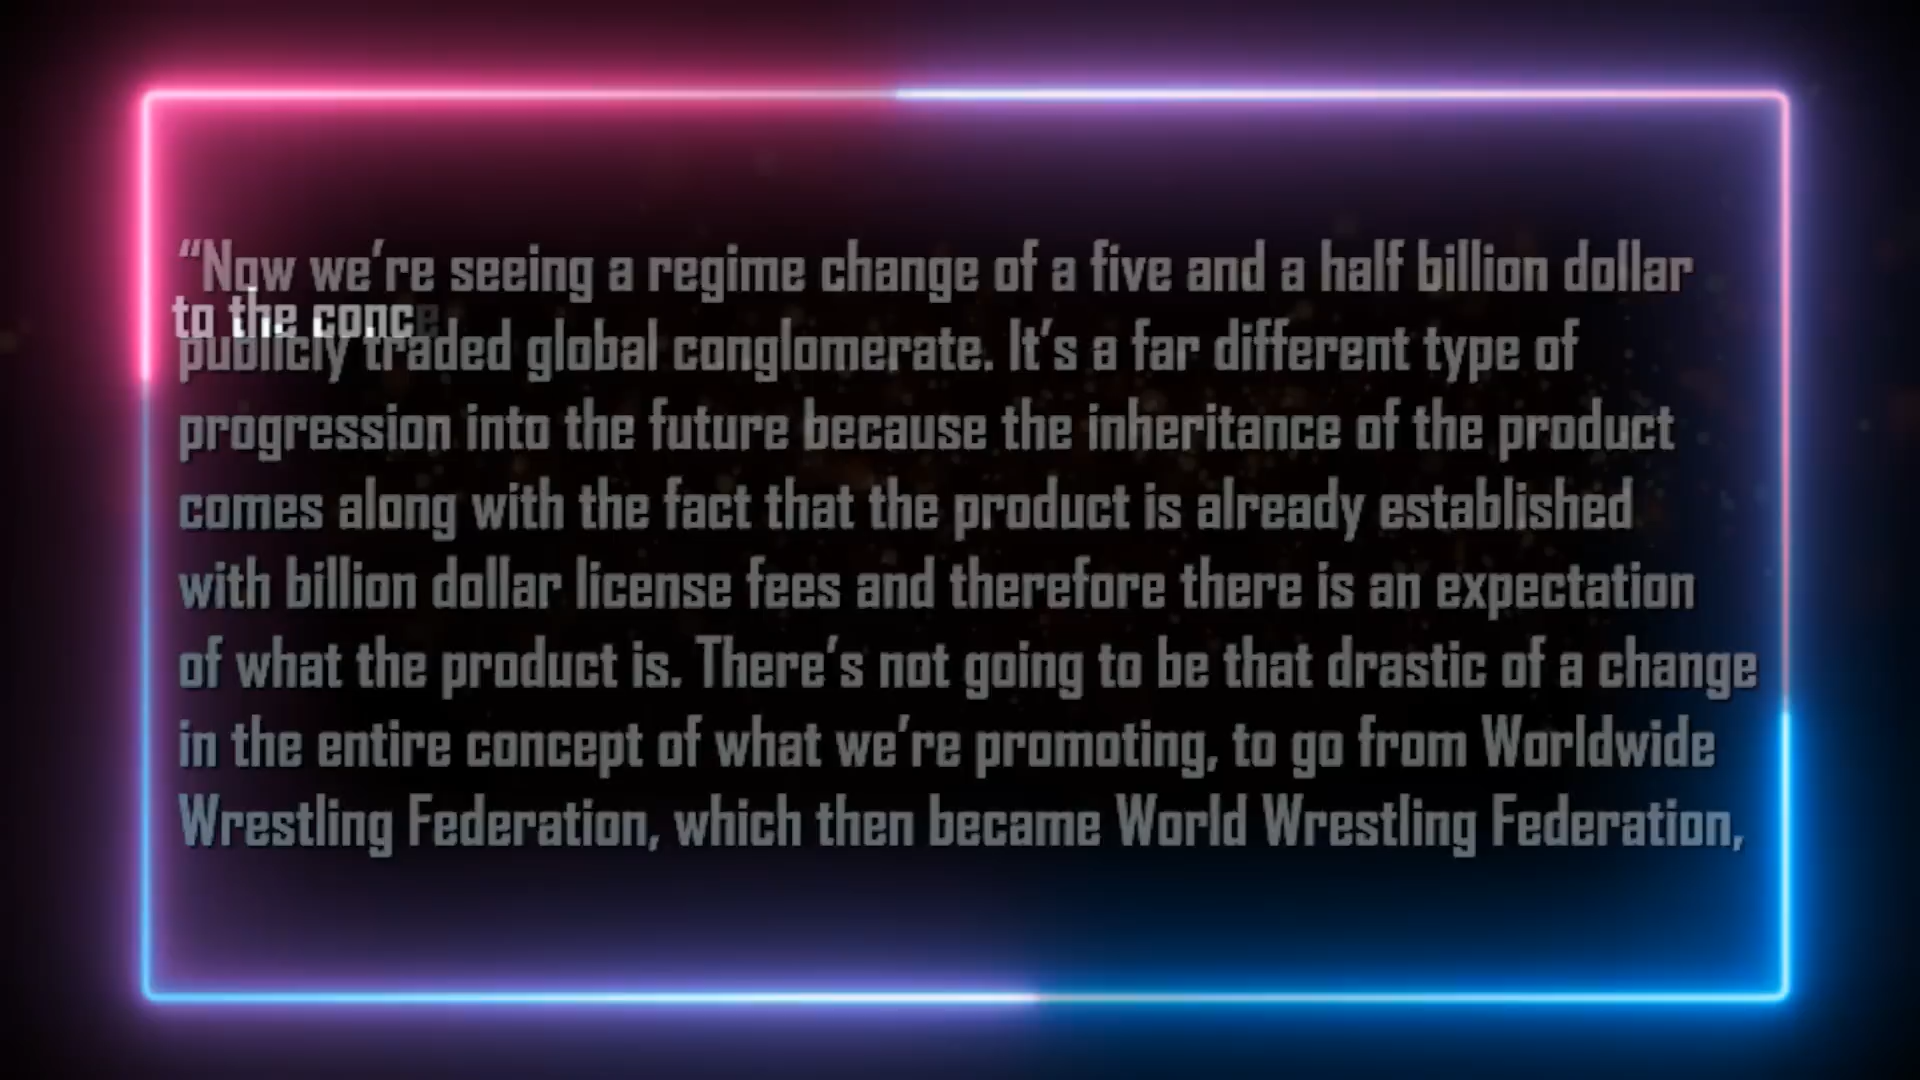 “Now we’re seeing a regime change of a five and a half billion dollar
to the conce
publicly traded global conglomerate. It’s a far different type of
progression into the future because the inheritance of the product
comes along with the fact that the product is already established
with billion dollar license fees and therefore there is an expectation
of what the product is. There’s not going to be that drastic of a change
in the entire concept of what we’re promoting, to go from Worldwide
Wrestling Federation, which then became World Wrestling Federation,